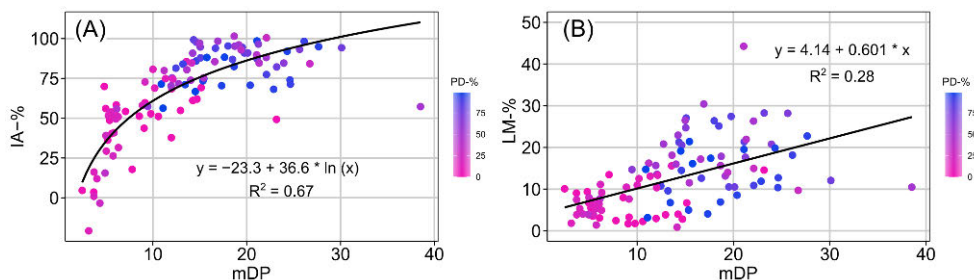 (A)
IA-%
100
75
50
25
0
y = −23.3 + 36.6 * ln (x)
R² = 0.67
10
20
30
40
mDP
PD-%
75
50
25
0
(B)
LM-%
50
40
30
20
10
0
y = 4.14 + 0.601 * x
R² = 0.28
10
20
30
40
mDP
PD-%
75
50
25
0